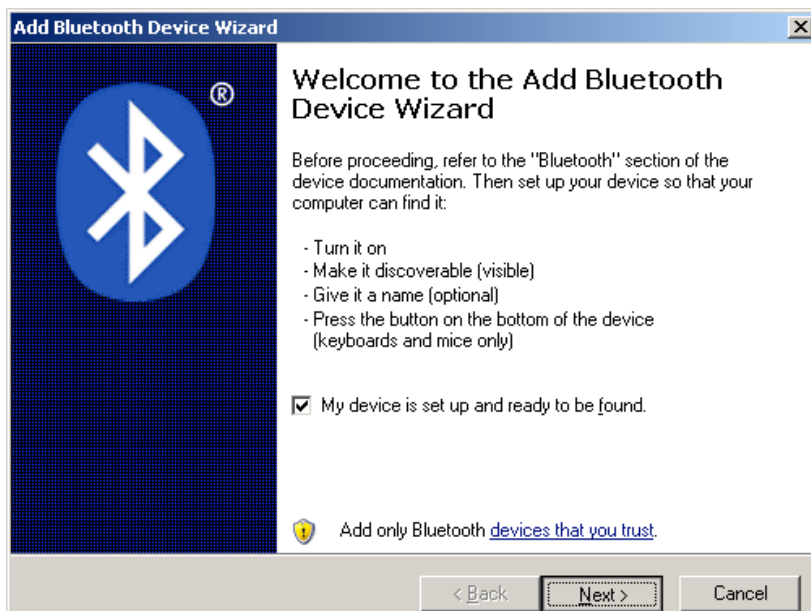 Add Bluetooth Device Wizard
®
Welcome to the Add Bluetooth
Device Wizard
Before proceeding, refer to the "Bluetooth" section of the
device documentation. Then set up your device so that your
computer can find it:
- Turn it on
- Make it discoverable (visible)
- Give it a name (optional)
- Press the button on the bottom of the device
(keyboards and mice only)
My device is set up and ready to be found.
Add only Bluetooth devices that you trust.
< Back Next > Cancel